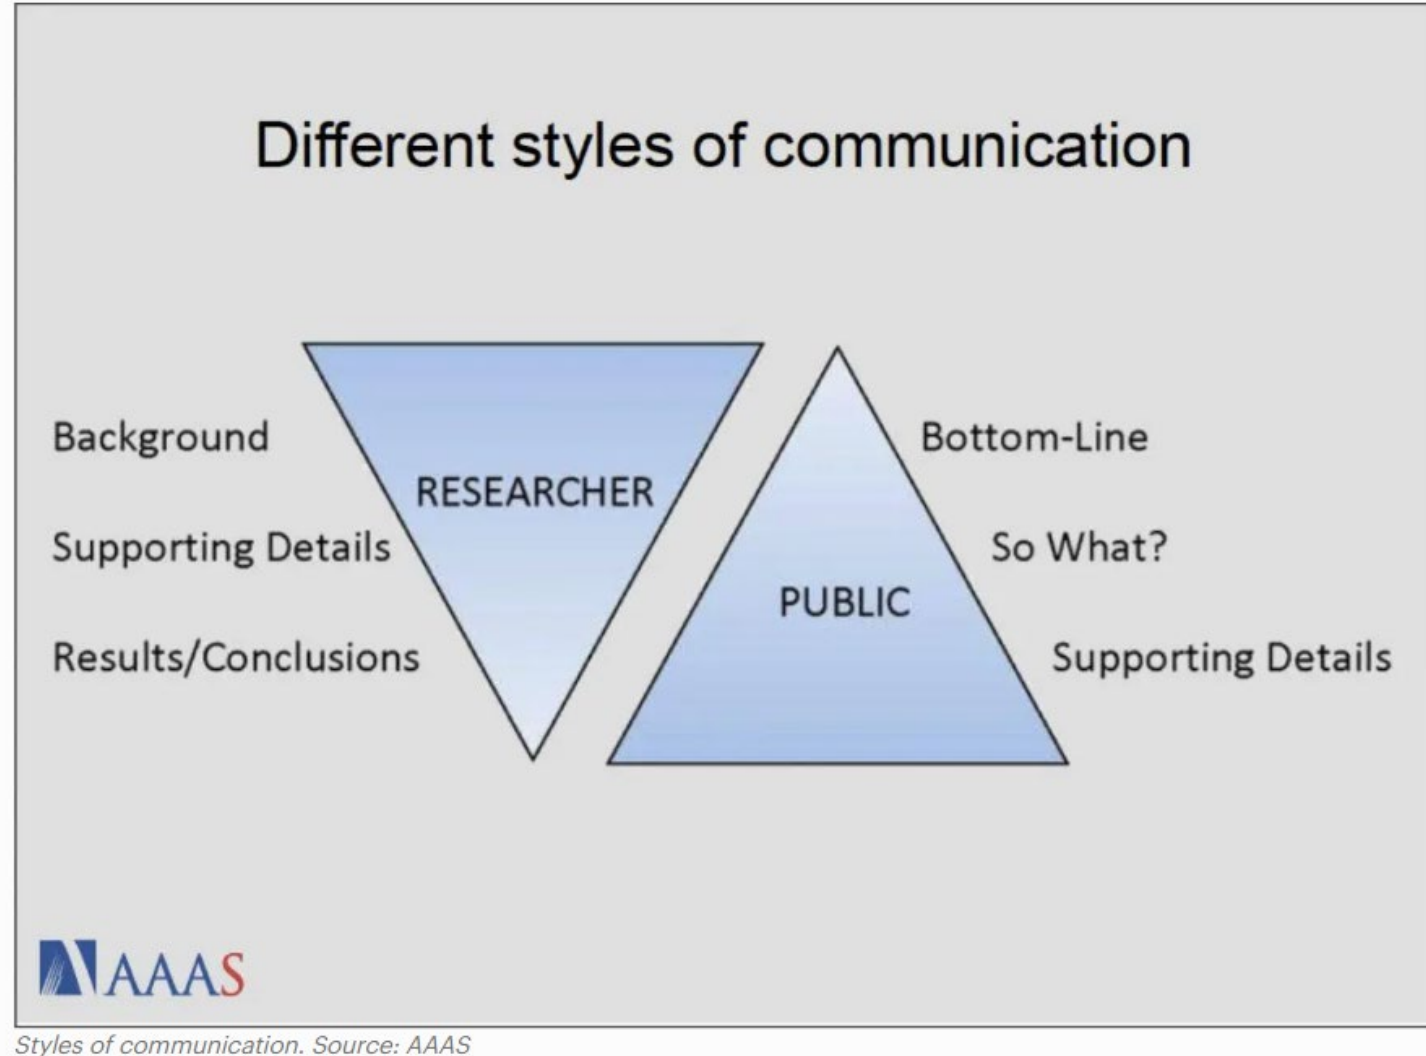 Different styles of communication
Background
Supporting Details
Results/Conclusions
RESEARCHER
PUBLIC
Bottom-Line
So What?
Supporting Details
AAAS
Styles of communication. Source: AAAS